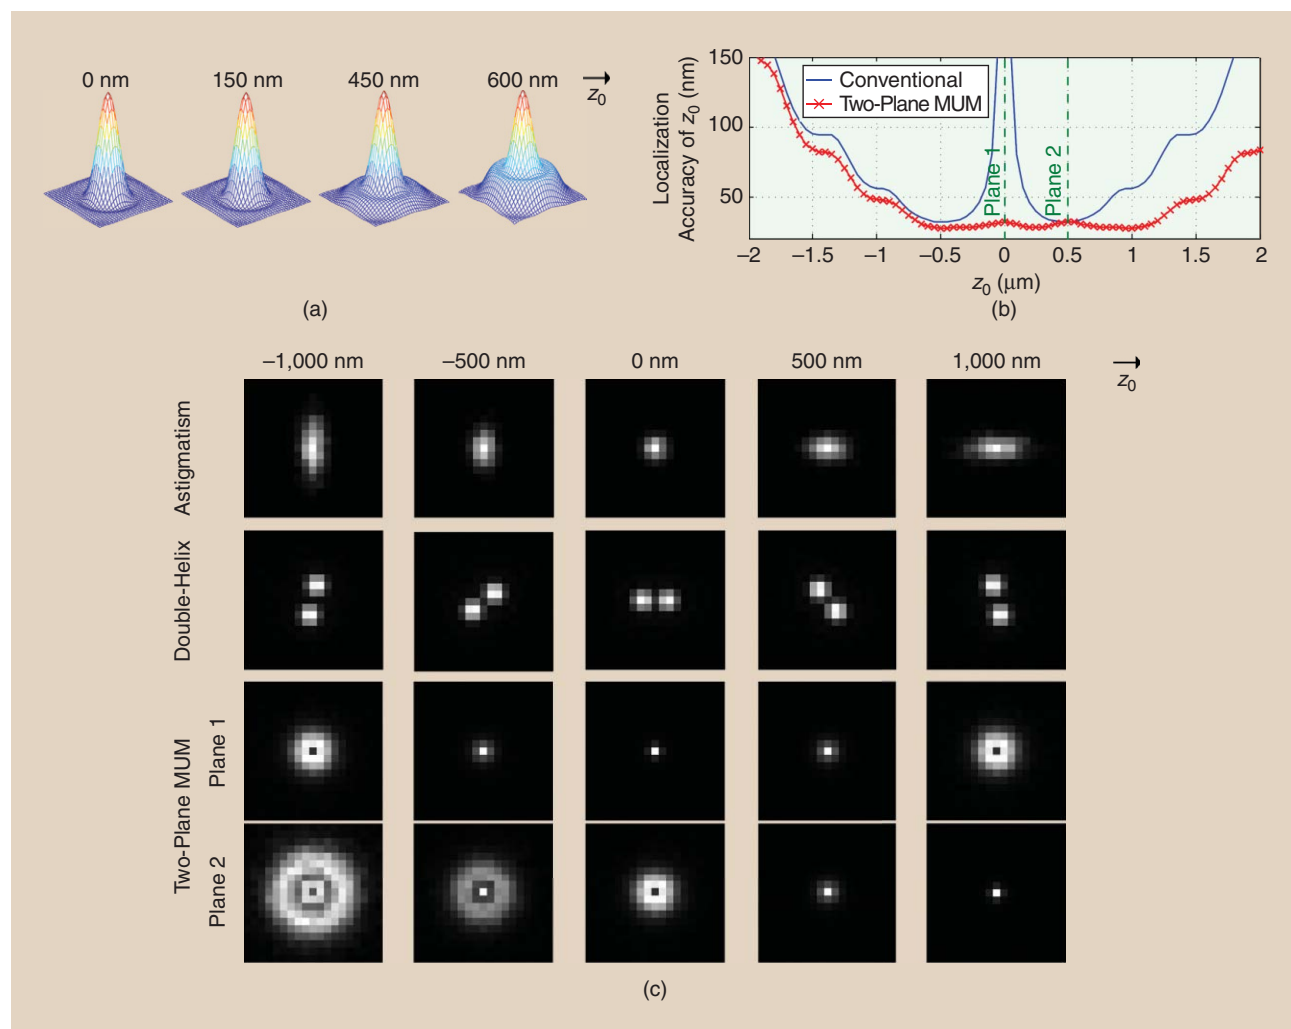 0 nm 150 nm 450 nm 600 nm
z0
(a)
Localization
Accuracy of z0 (nm)
150
100
50
Conventional
Two-Plane MUM
Plane 1
Plane 2
–2 –1.5 –1 –0.5 0 0.5 1 1.5 2
z0 (μm)
(b)
–1,000 nm –500 nm 0 nm 500 nm 1,000 nm
z0
Astigmatism
Double-Helix
Two-Plane MUM
Plane 1
Plane 2
(c)